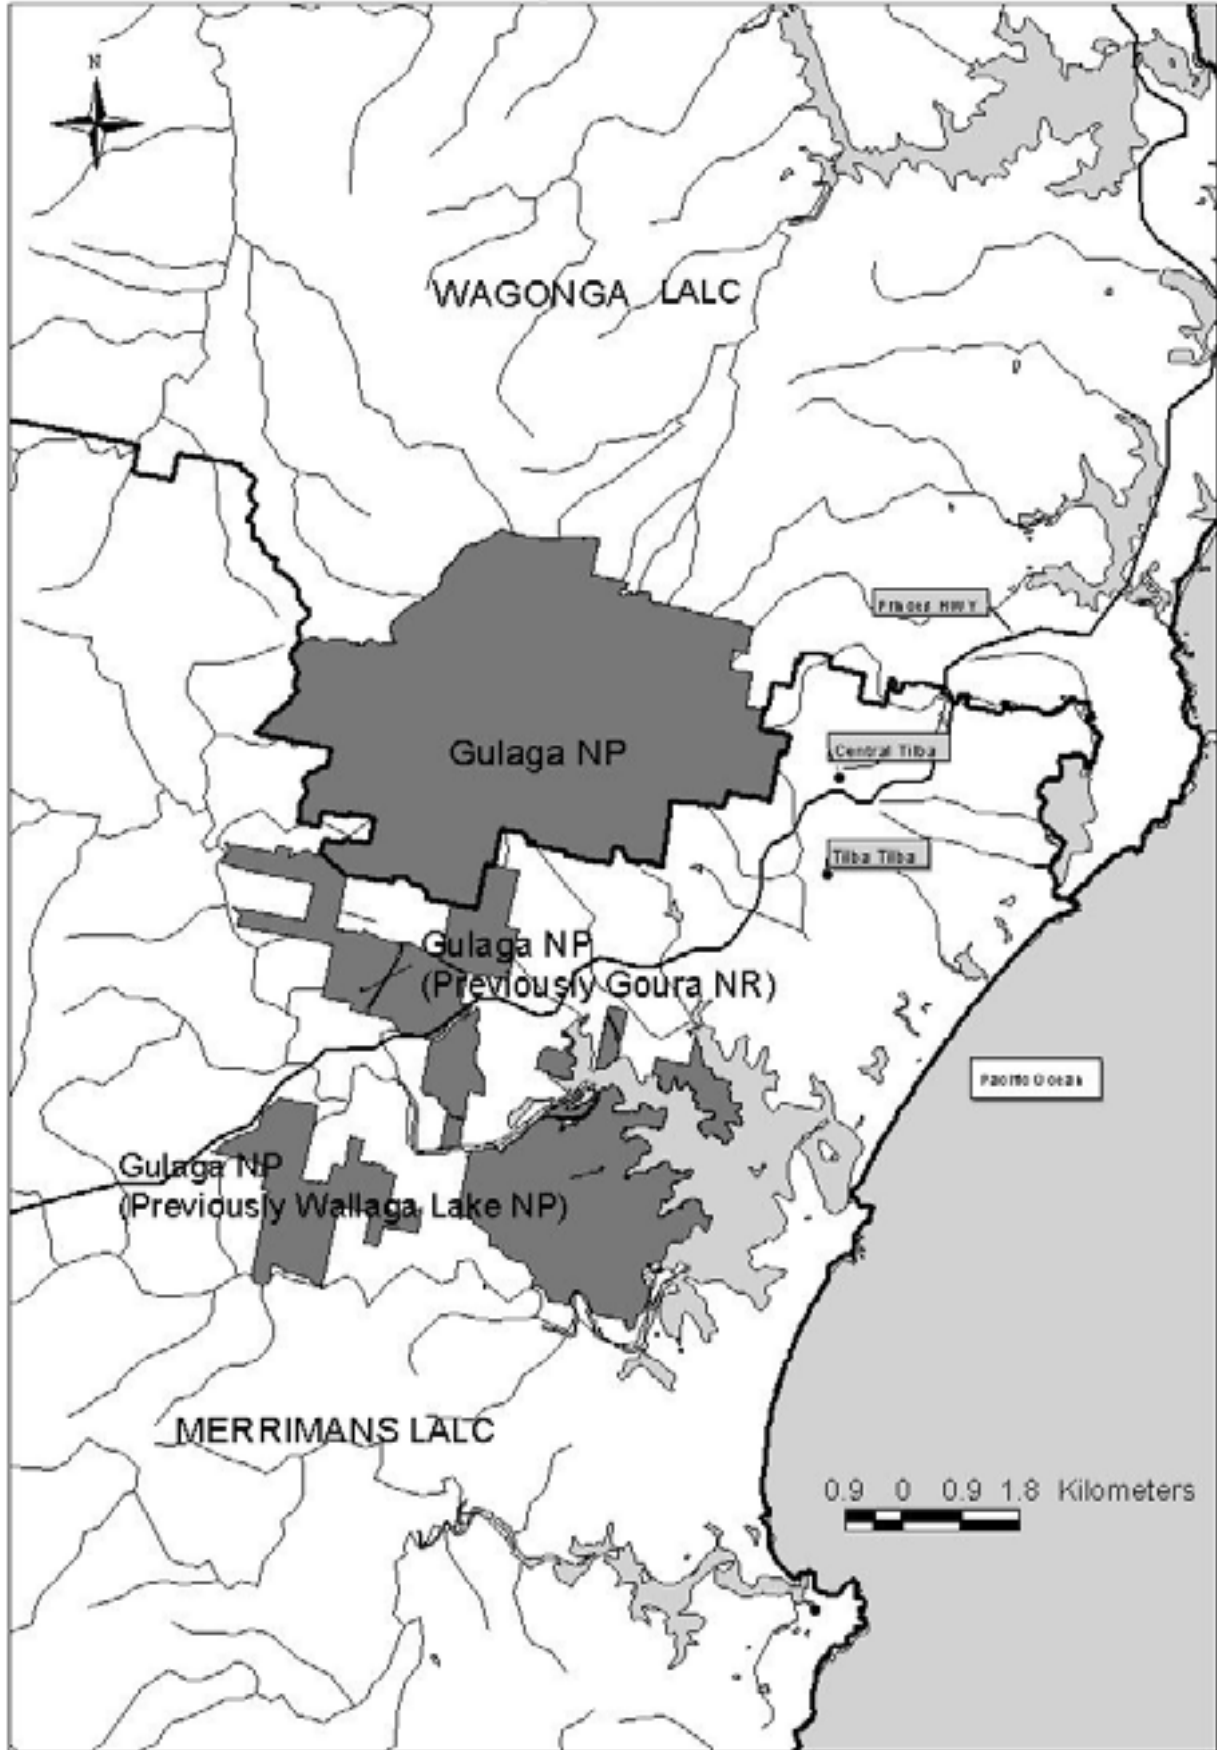 N
WAGONGA LALC
Princes HWY
Gulaga NP
Central Tilba
Tilba Tilba
Gulaga NP
(Previously Goura NR)
Pacific Ocean
Gulaga NP
(Previously Wallaga Lake NP)
MERRIMANS LALC
0.9 0 0.9 1.8 Kilometers